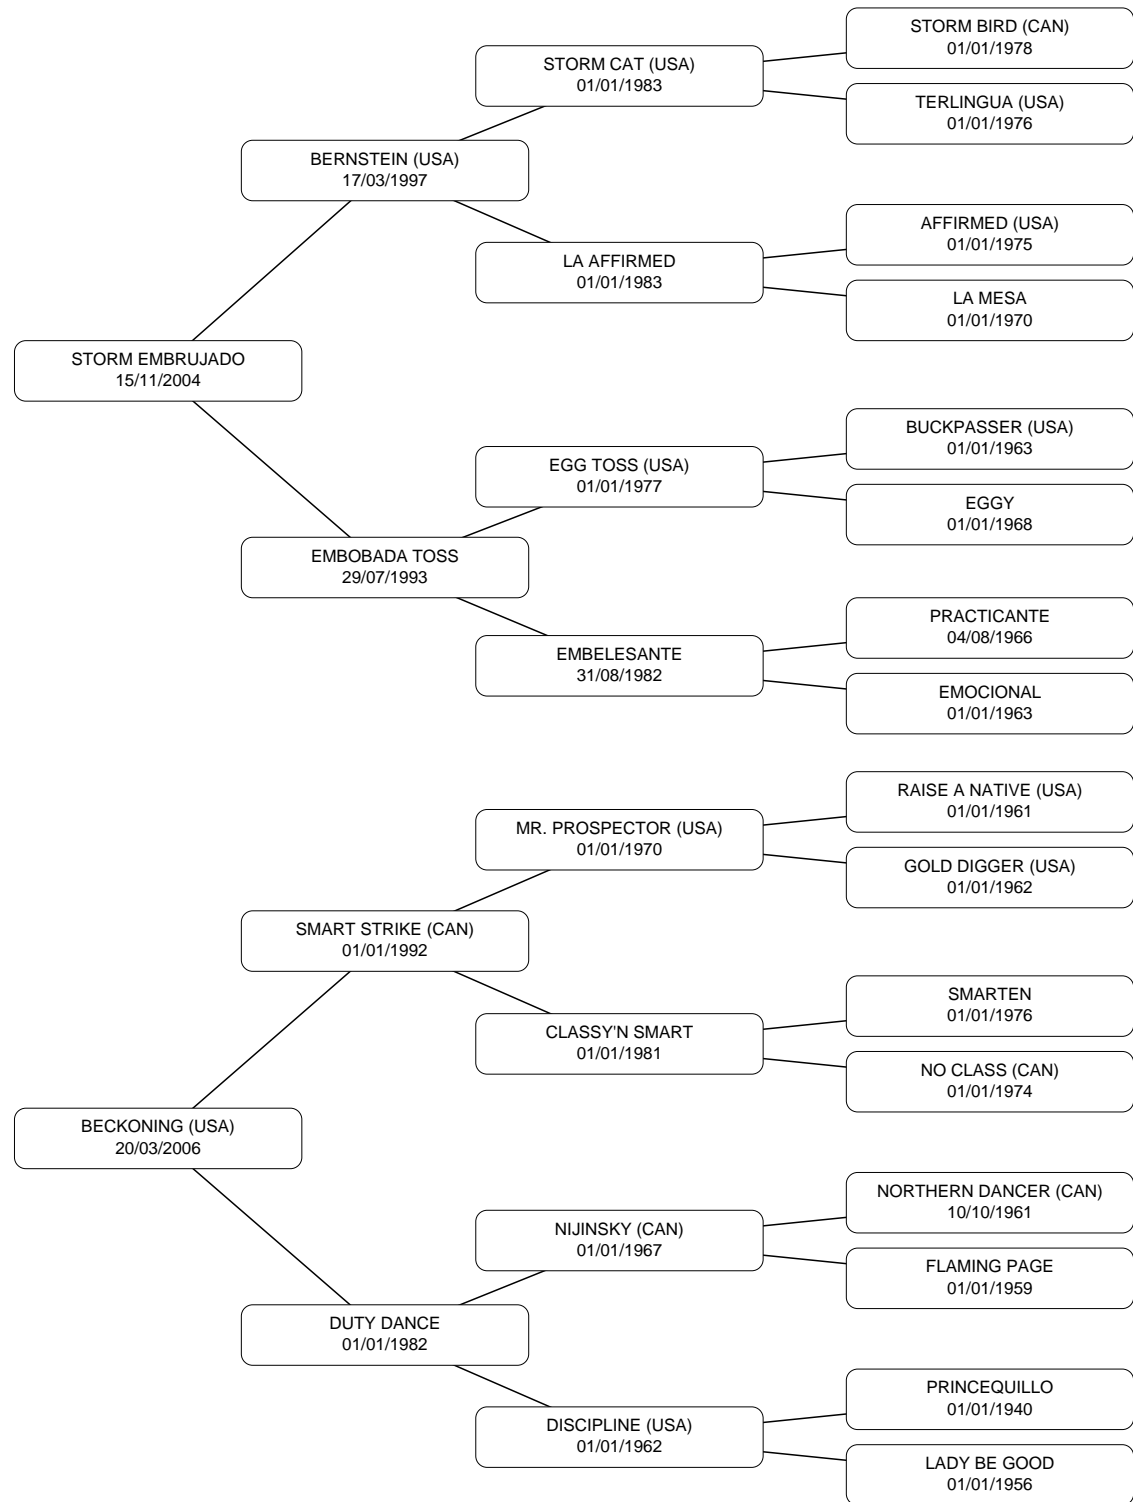 STORM BIRD (CAN)
01/01/1978
STORM CAT (USA)
01/01/1983
TERLINGUA (USA)
01/01/1976
BERNSTEIN (USA)
17/03/1997
AFFIRMED (USA)
01/01/1975
LA AFFIRMED
01/01/1983
LA MESA
01/01/1970
STORM EMBRUJADO
15/11/2004
BUCKPASSER (USA)
01/01/1963
EGG TOSS (USA)
01/01/1977
EGGY
01/01/1968
EMBOBADA TOSS
29/07/1993
PRACTICANTE
04/08/1966
EMBELESANTE
31/08/1982
EMOCIONAL
01/01/1963
RAISE A NATIVE (USA)
01/01/1961
MR. PROSPECTOR (USA)
01/01/1970
GOLD DIGGER (USA)
01/01/1962
SMART STRIKE (CAN)
01/01/1992
SMARTEN
01/01/1976
CLASSY'N SMART
01/01/1981
NO CLASS (CAN)
01/01/1974
BECKONING (USA)
20/03/2006
NORTHERN DANCER (CAN)
10/10/1961
NIJINSKY (CAN)
01/01/1967
FLAMING PAGE
01/01/1959
DUTY DANCE
01/01/1982
PRINCEQUILLO
01/01/1940
DISCIPLINE (USA)
01/01/1962
LADY BE GOOD
01/01/1956